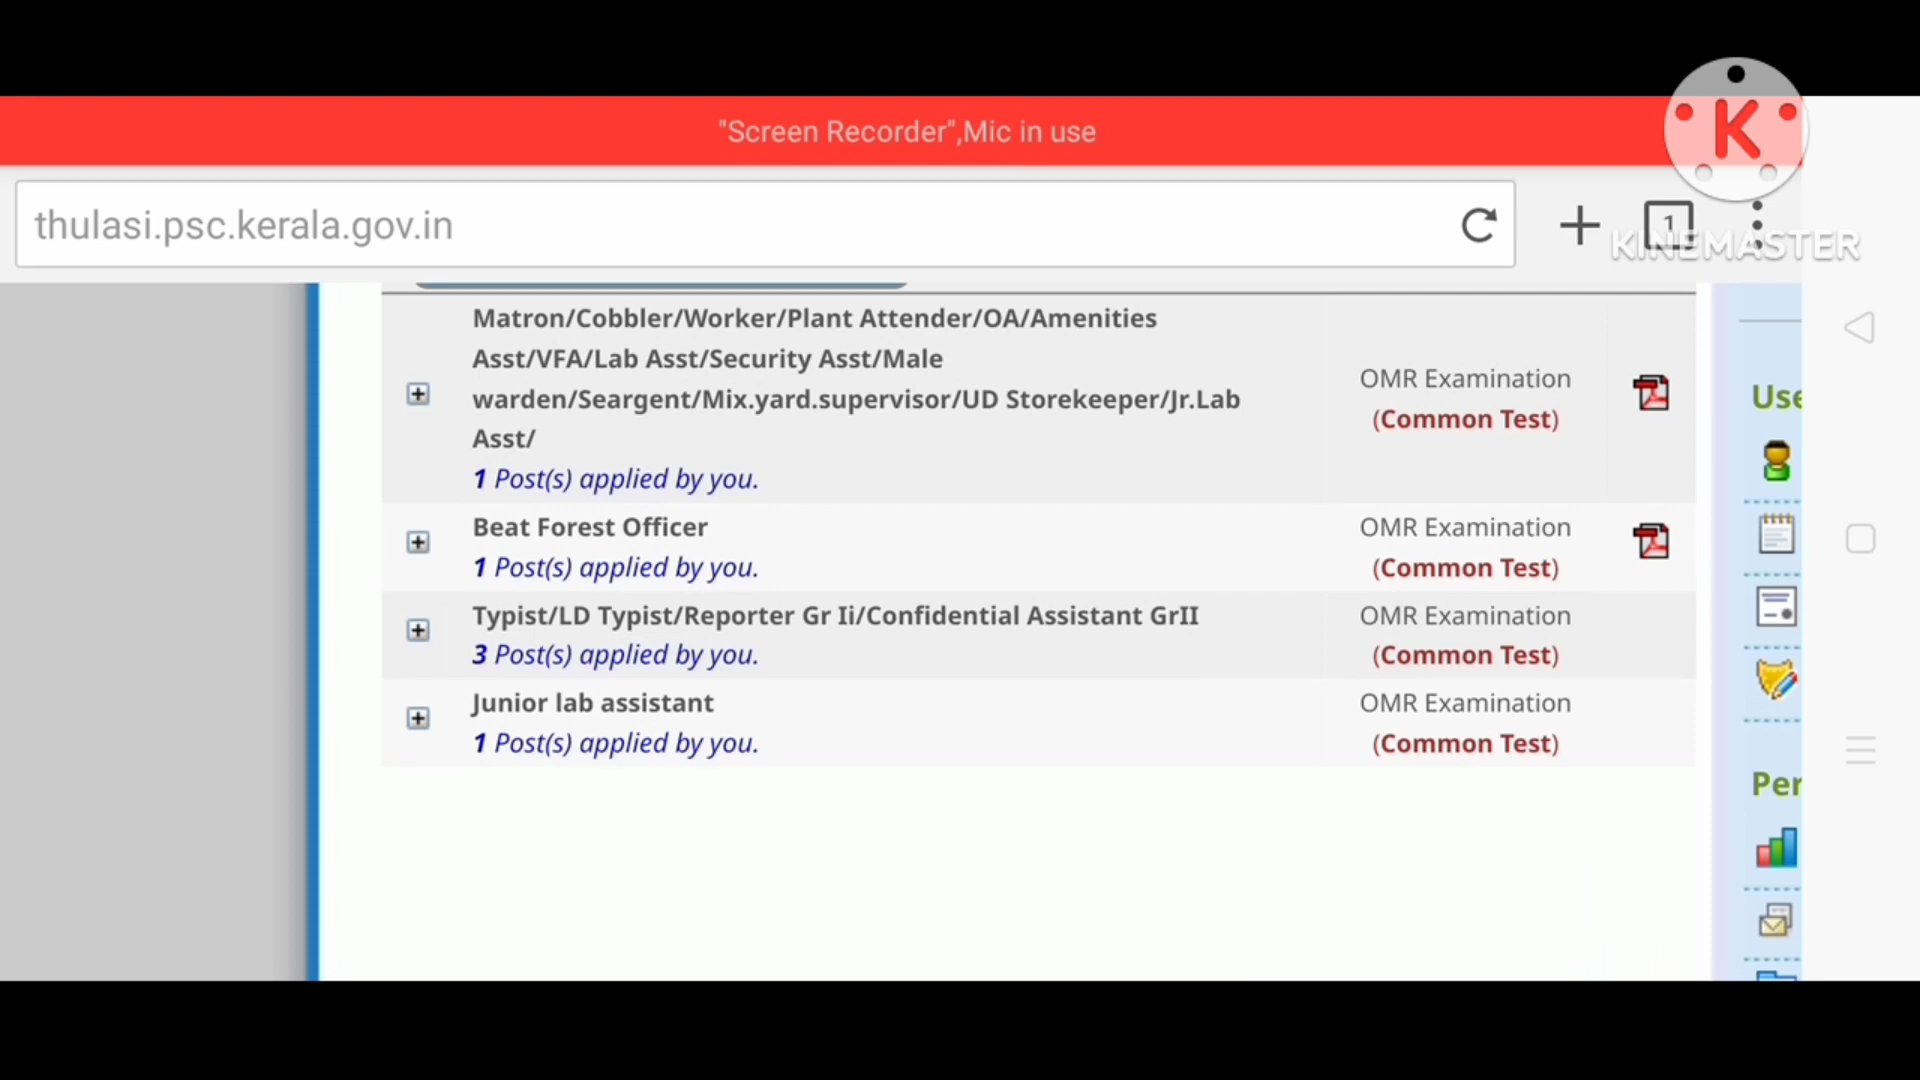 "Screen Recorder",Mic in use
K
thulasi.psc.kerala.gov.in
1
KINEMASTER
Matron/Cobbler/Worker/Plant Attender/OA/Amenities
Asst/VFA/Lab Asst/Security Asst/Male
warden/Seargent/Mix.yard.supervisor/UD Storekeeper/Jr.Lab
Asst/
1 Post(s) applied by you.
OMR Examination
(Common Test)
Beat Forest Officer
1 Post(s) applied by you.
OMR Examination
(Common Test)
Typist/LD Typist/Reporter Gr Ii/Confidential Assistant GrII
3 Post(s) applied by you.
OMR Examination
(Common Test)
Junior lab assistant
1 Post(s) applied by you.
OMR Examination
(Common Test)
Use
Per